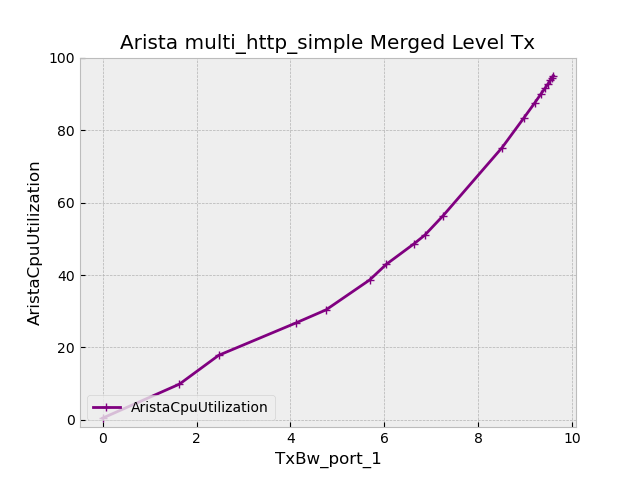 Arista multi_http_simple Merged Level Tx
100
80
60
40
20
0
AristaCpuUtilization
AristaCpuUtilization
0 2 4 6 8 10
TxBw_port_1